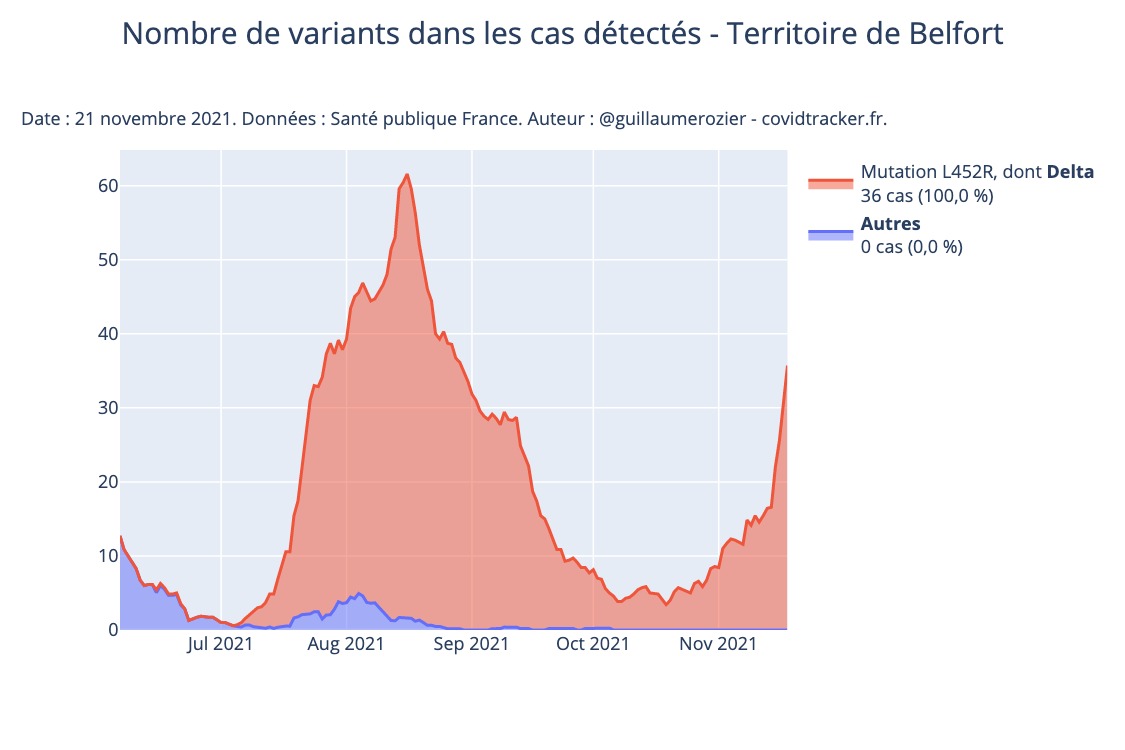 Nombre de variants dans les cas détectés - Territoire de Belfort
Date : 21 novembre 2021. Données : Santé publique France. Auteur : @guillaumerozier - covidtracker.fr.
Mutation L452R, dont Delta
36 cas (100,0 %)
Autres
0 cas (0,0 %)
60
50
40
30
20
10
0
Jul 2021
Aug 2021
Sep 2021
Oct 2021
Nov 2021